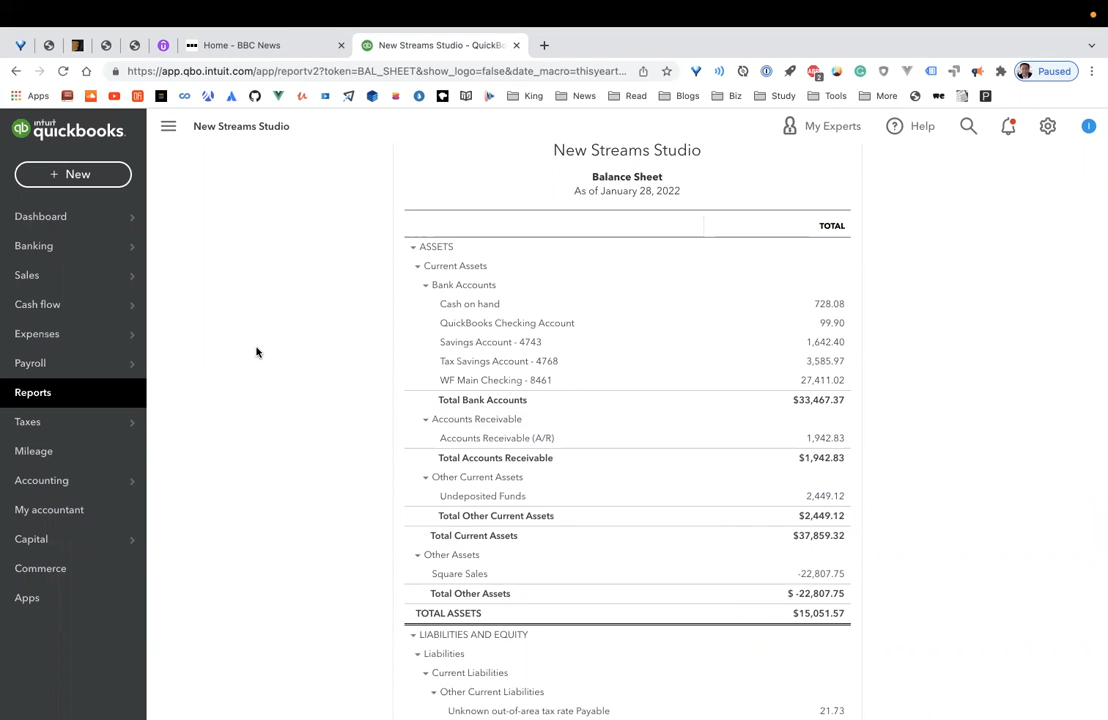 Home - BBC News
New Streams Studio - QuickBo
https://app.qbo.intuit.com/app/reportv2?token=BAL_SHEET&show_logo=false&date_macro=thisyeart...
Paused
Apps
King
News
Read
Blogs
Biz
Study
Tools
More
we
P
intuit
quickbooks.
New Streams Studio
My Experts
Help
I
+ New
Dashboard
Banking
Sales
Cash flow
Expenses
Payroll
Reports
Taxes
Mileage
Accounting
My accountant
Capital
Commerce
Apps
New Streams Studio
Balance Sheet
As of January 28, 2022
TOTAL
ASSETS
Current Assets
Bank Accounts
Cash on hand 728.08
QuickBooks Checking Account 99.90
Savings Account - 4743 1,642.40
Tax Savings Account - 4768 3,585.97
WF Main Checking - 8461 27,411.02
Total Bank Accounts $33,467.37
Accounts Receivable
Accounts Receivable (A/R) 1,942.83
Total Accounts Receivable $1,942.83
Other Current Assets
Undeposited Funds 2,449.12
Total Other Current Assets $2,449.12
Total Current Assets $37,859.32
Other Assets
Square Sales -22,807.75
Total Other Assets $ -22,807.75
TOTAL ASSETS $15,051.57
LIABILITIES AND EQUITY
Liabilities
Current Liabilities
Other Current Liabilities
Unknown out-of-area tax rate Payable 21.73